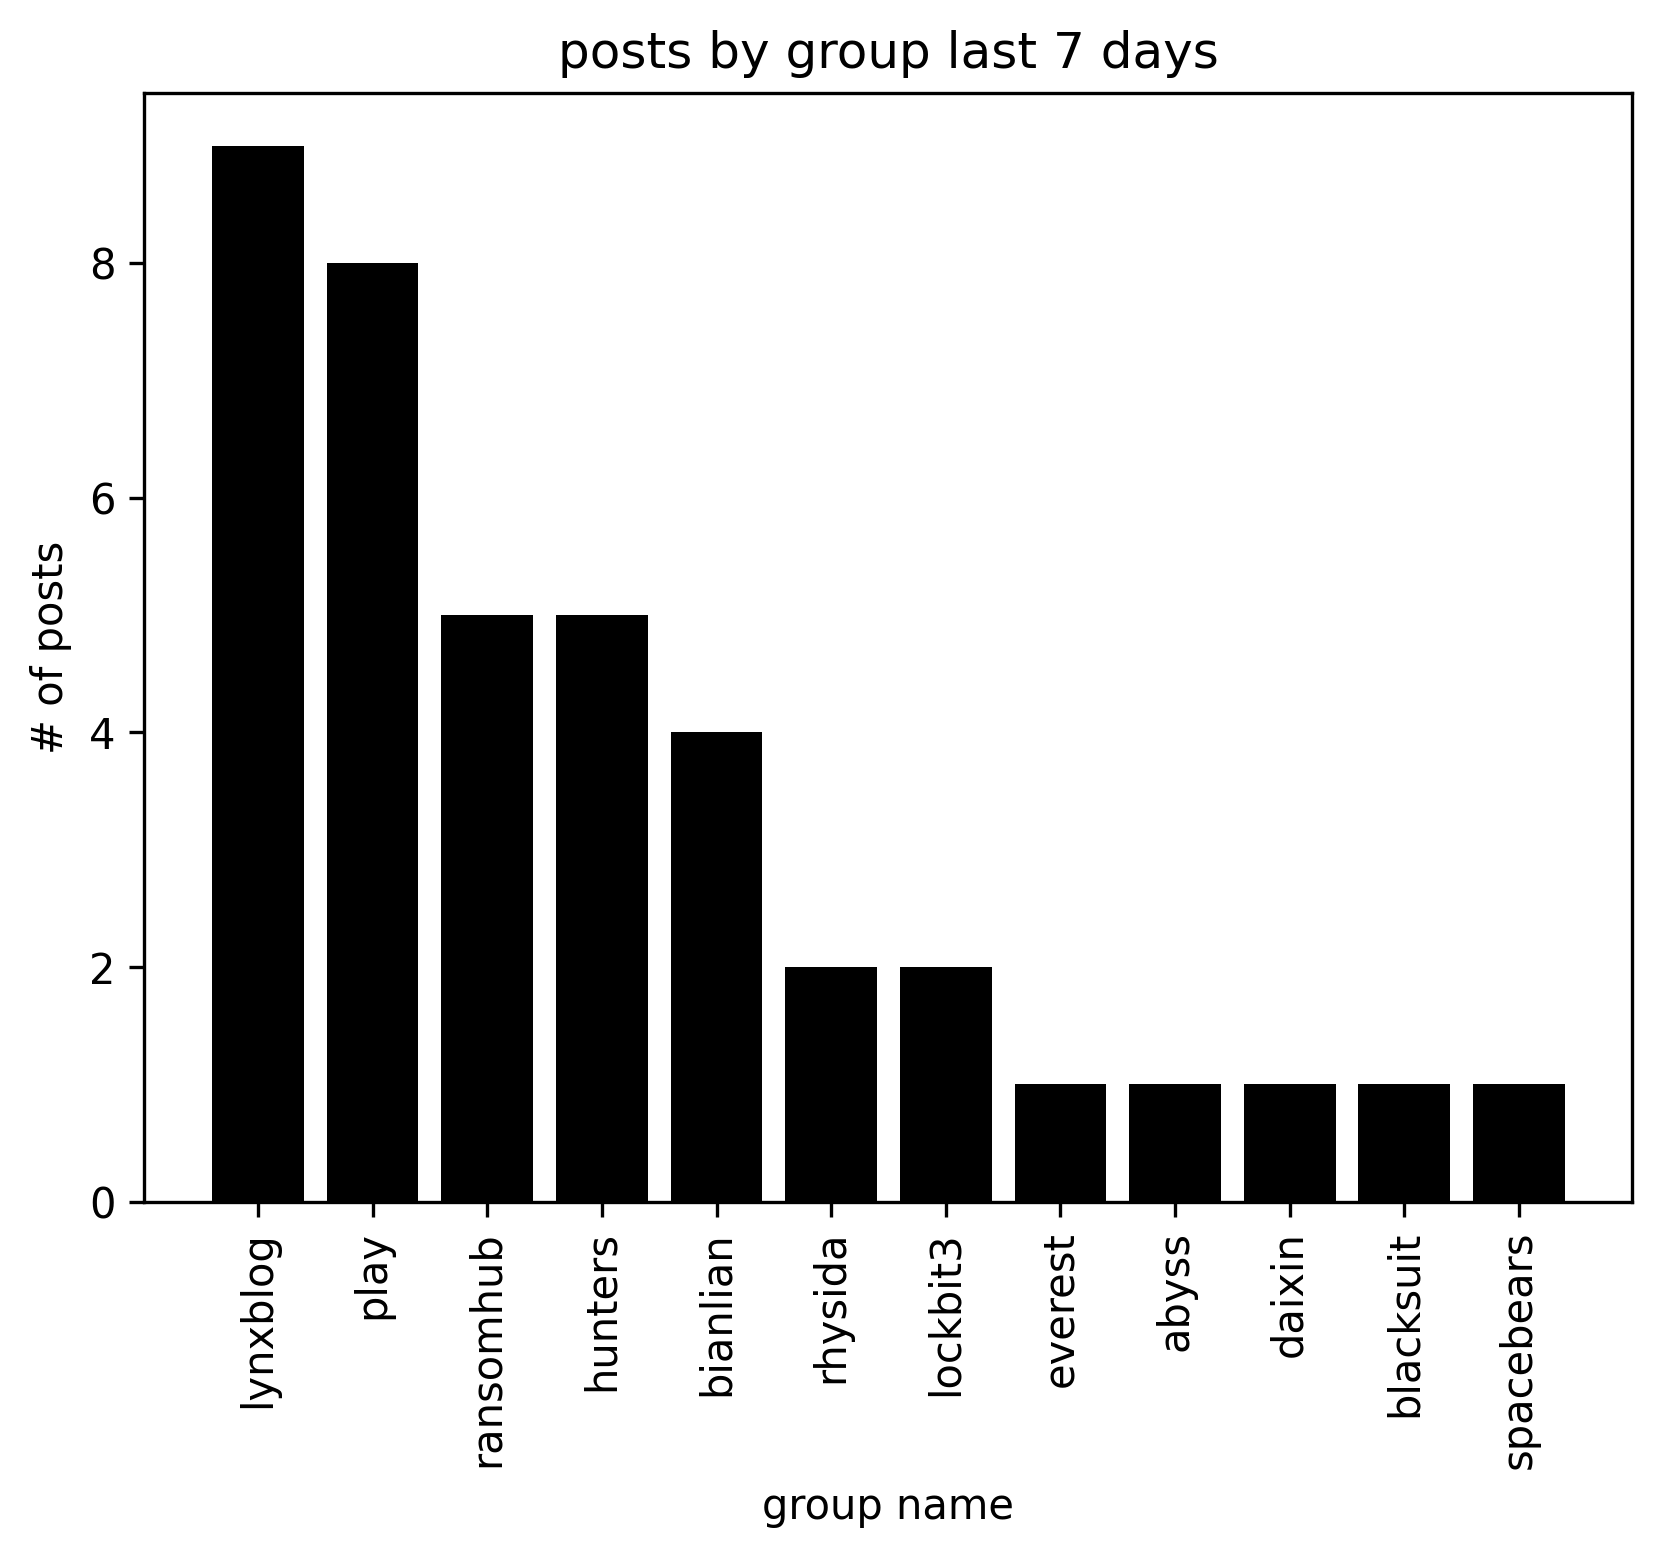 posts by group last 7 days
# of posts
8
6
4
2
0
lynxblog
play
ransomhub
hunters
bianlian
rhysida
lockbit3
everest
abyss
daixin
blacksuit
spacebears
group name